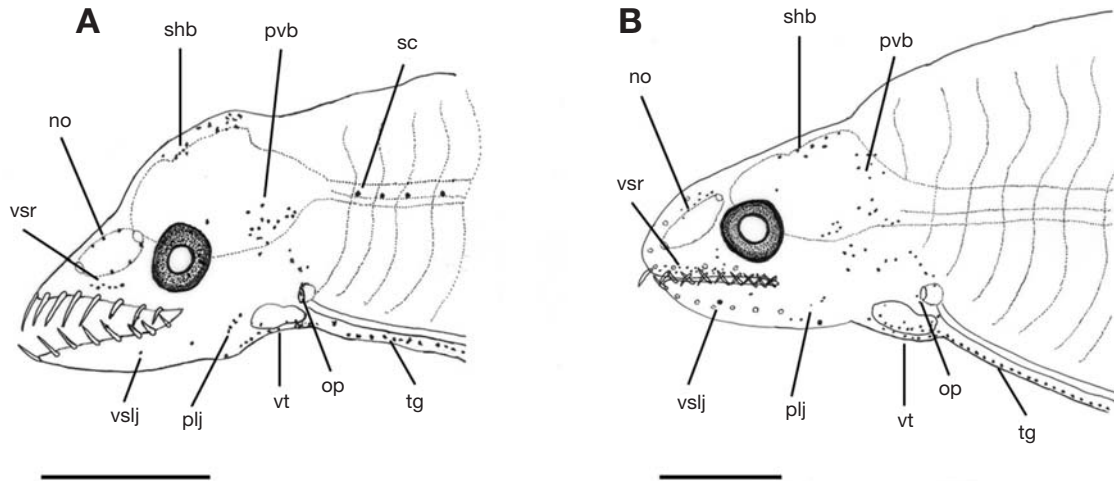 A
shb
pvb
sc
no
vsr
vslj
plj
vt
op
tg
B
shb
pvb
no
vsr
vslj
plj
vt
op
tg